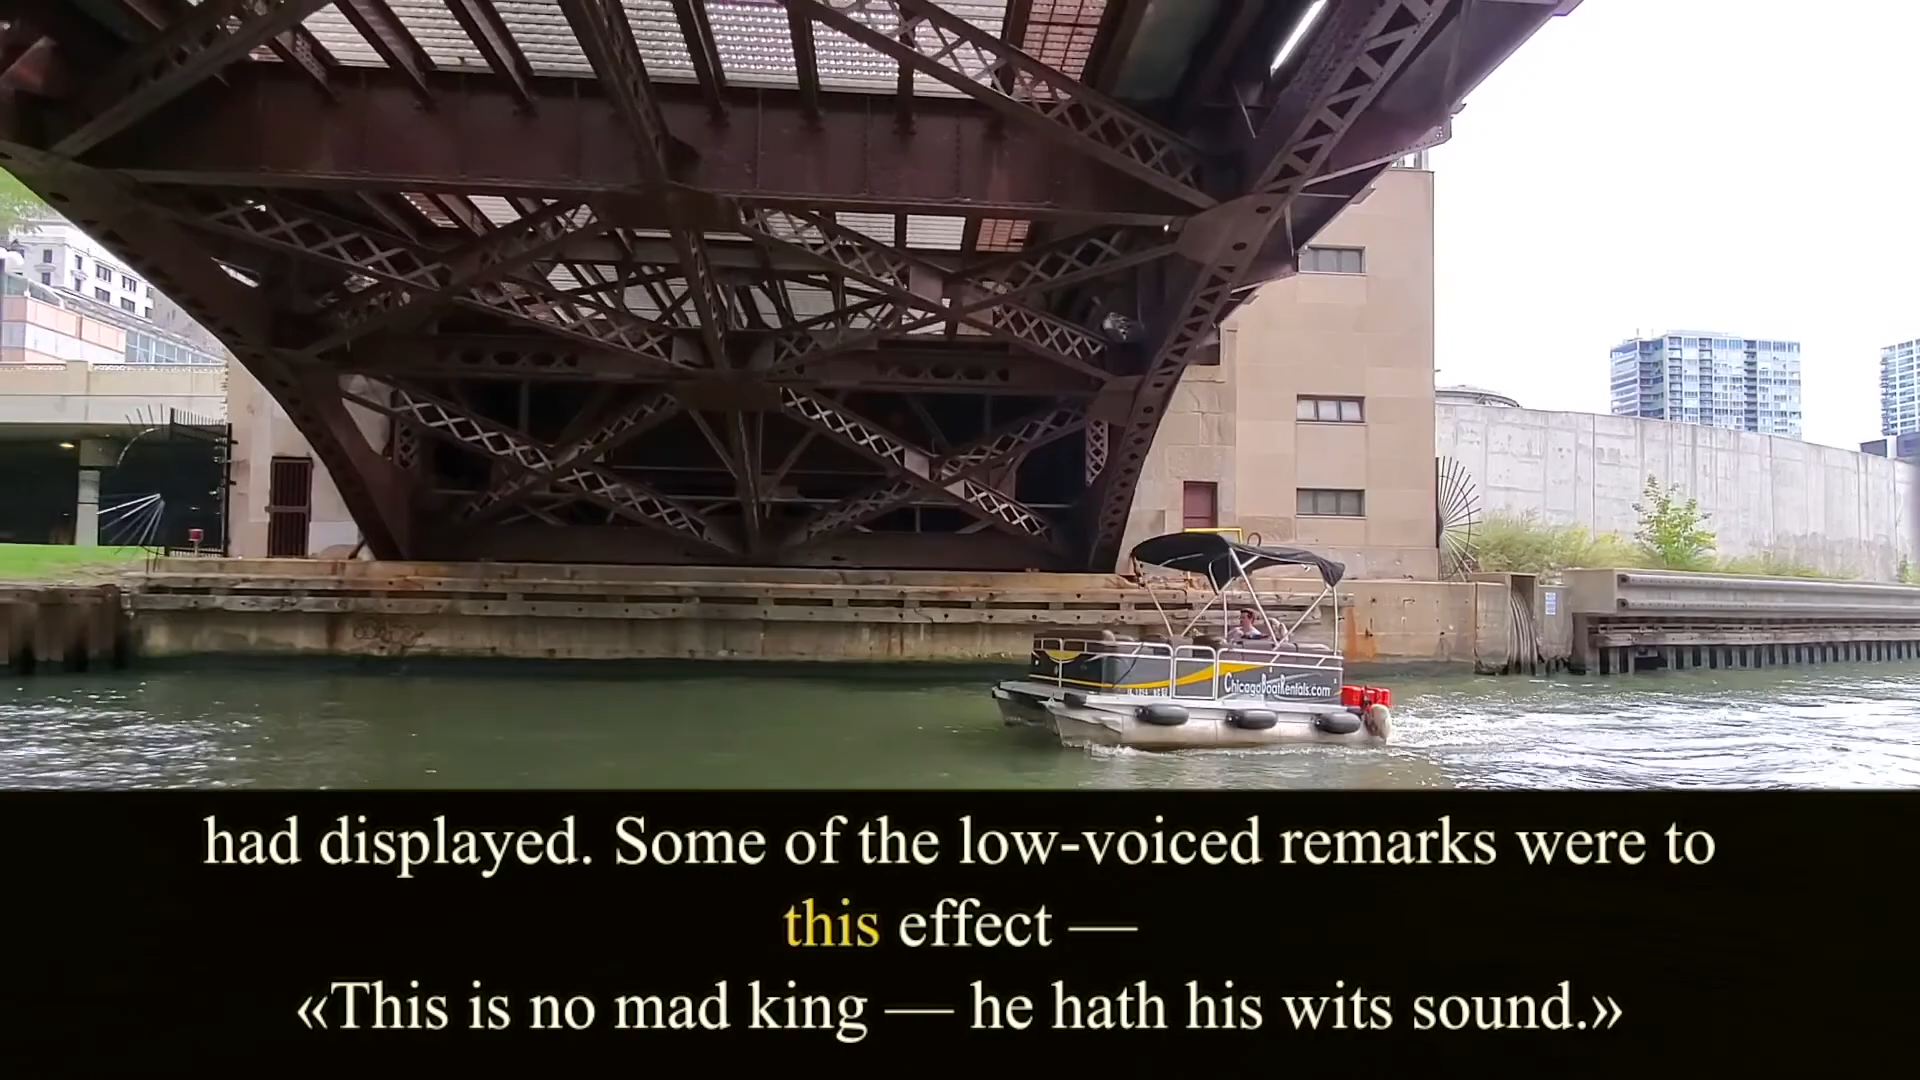 ChicagoBoatRentals.com
had displayed. Some of the low-voiced remarks were to
this effect —
«This is no mad king — he hath his wits sound.»